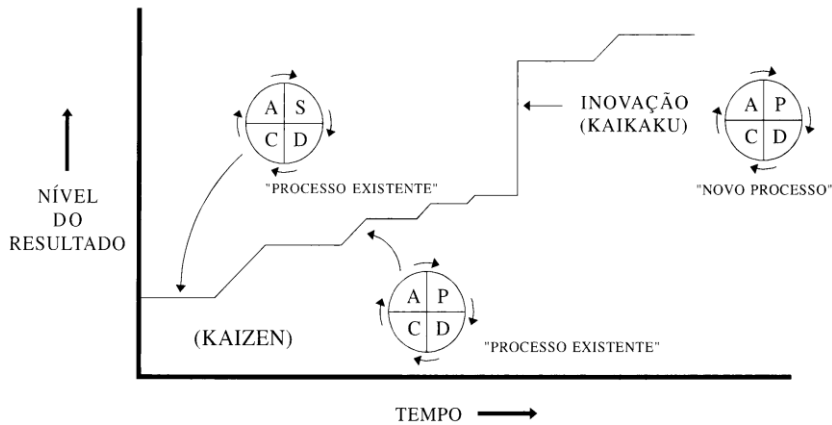 A S
C D
"PROCESSO EXISTENTE"
INOVAÇÃO
(KAIKAKU)
A P
C D
"NOVO PROCESSO"
NÍVEL
DO
RESULTADO
A P
C D
(KAIZEN)
"PROCESSO EXISTENTE"
TEMPO